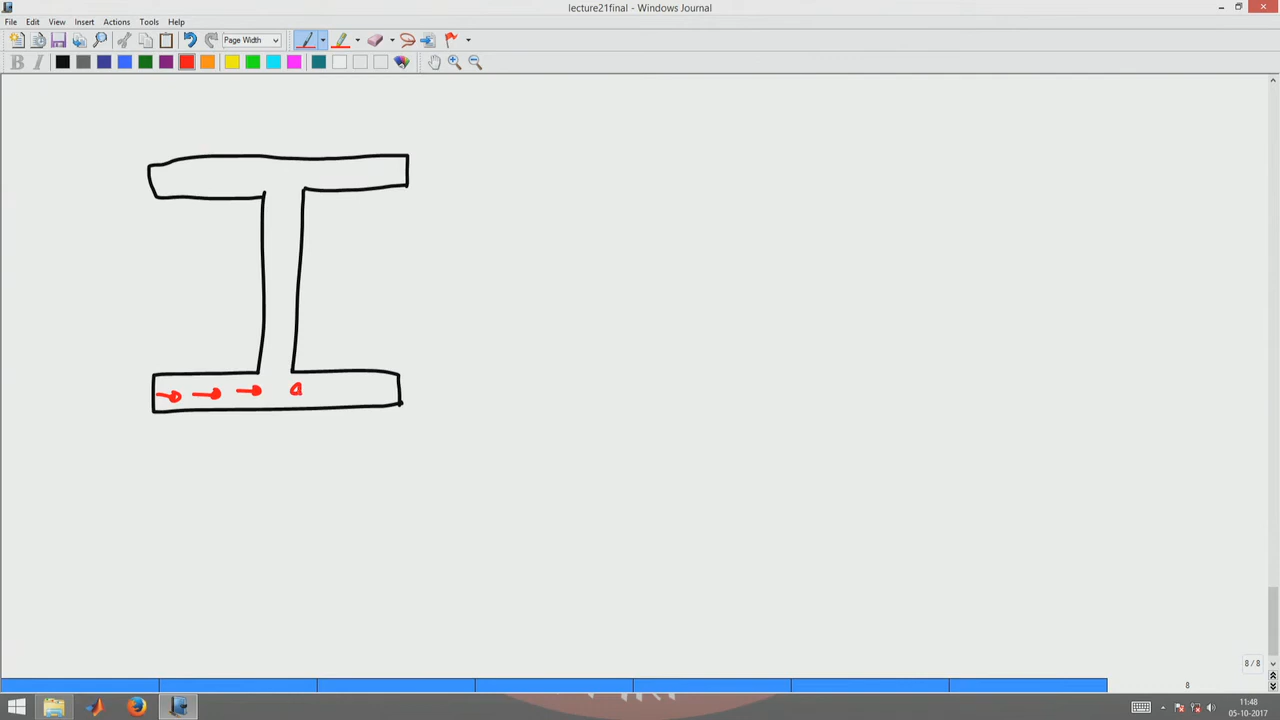 lecture21final - Windows Journal
File Edit View Insert Actions Tools Help
Page Width
B I
8 / 8
8
11:48
05-10-2017